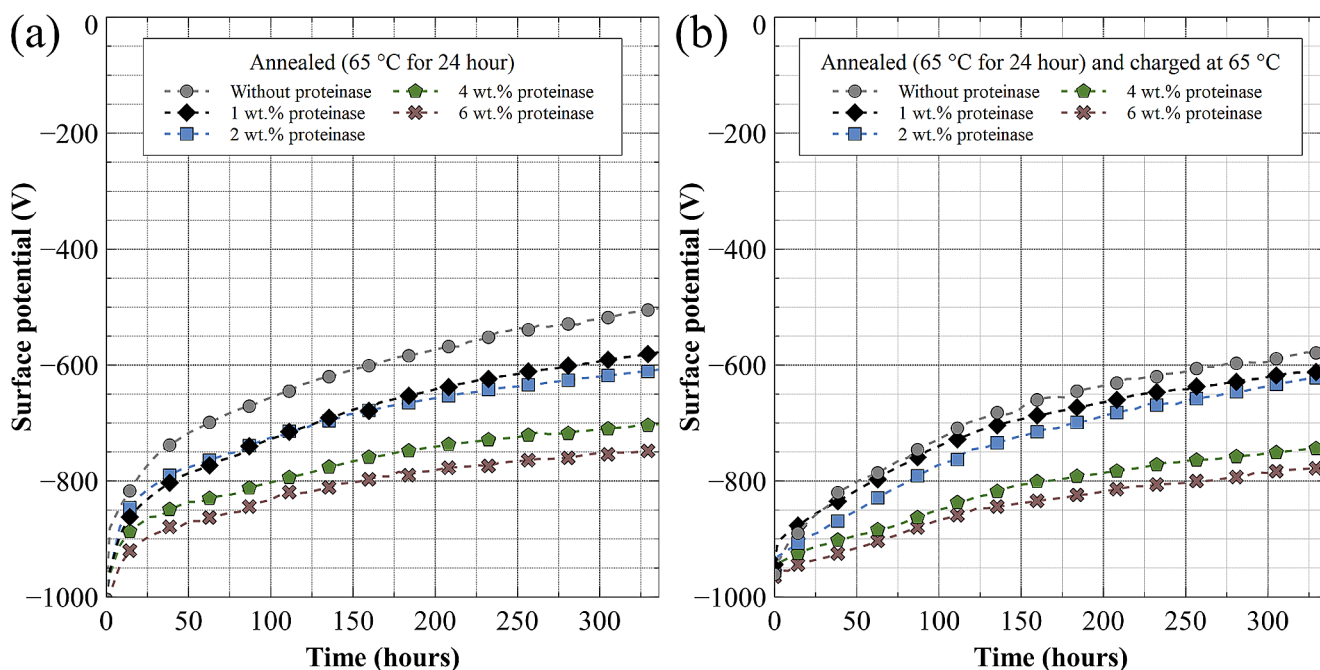 (a)
Annealed (65 °C for 24 hour)
Without proteinase
1 wt.% proteinase
2 wt.% proteinase
4 wt.% proteinase
6 wt.% proteinase
0
−200
−400
−600
−800
−1000
Surface potential (V)
0 50 100 150 200 250 300
Time (hours)
(b)
Annealed (65 °C for 24 hour) and charged at 65 °C
Without proteinase
1 wt.% proteinase
2 wt.% proteinase
4 wt.% proteinase
6 wt.% proteinase
0
−200
−400
−600
−800
−1000
Surface potential (V)
0 50 100 150 200 250 300
Time (hours)